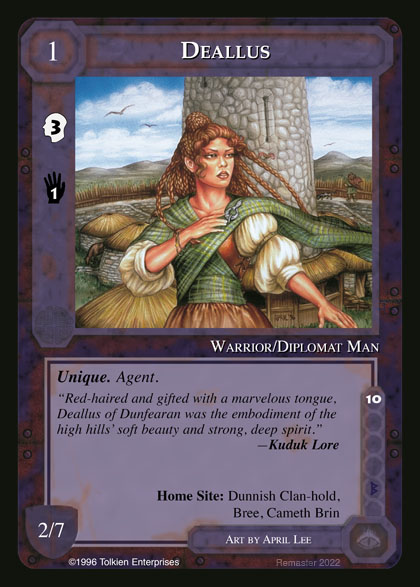 1
DEALLUS
3
1
WARRIOR/DIPLOMAT MAN
Unique. Agent.
“Red-haired and gifted with a marvelous tongue,
Deallus of Dunfearan was the embodiment of the
high hills’ soft beauty and strong, deep spirit.”
—Kuduk Lore
10
Home Site: Dunnish Clan-hold,
Bree, Cameth Brin
2/7
ART BY APRIL LEE
©1996 Tolkien Enterprises
Remaster 2022